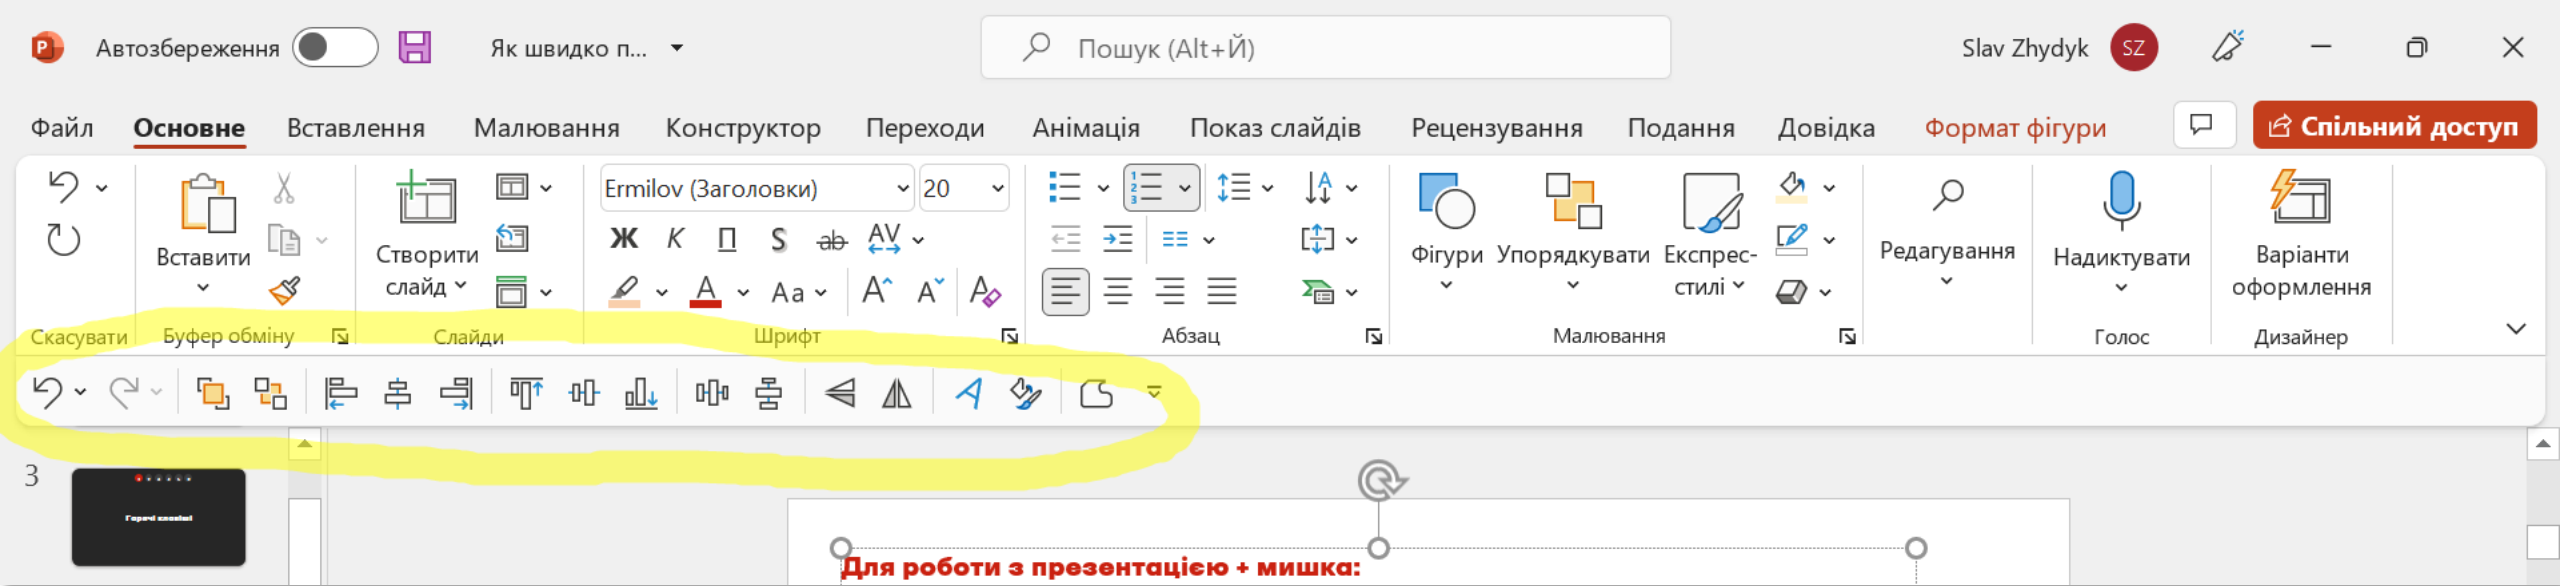 Автозбереження
Як швидко п...
Пошук (Alt+Й)
Slav Zhydyk
SZ
Файл Основне Вставлення Малювання Конструктор Переходи Анімація Показ слайдів Рецензування Подання Довідка Формат фігури
Спільний доступ
Ermilov (Заголовки) 20
Вставити
Створити
слайд
Ж К П S ab AV
А Aa А А А
Фігури Упорядкувати Експрес-
стилі
Редагування
Надиктувати
Варіанти
оформлення
Скасувати Буфер обміну Слайди Шрифт Абзац Малювання Голос Дизайнер
3
Гарячі клавіші
Для роботи з презентацією + мишка: